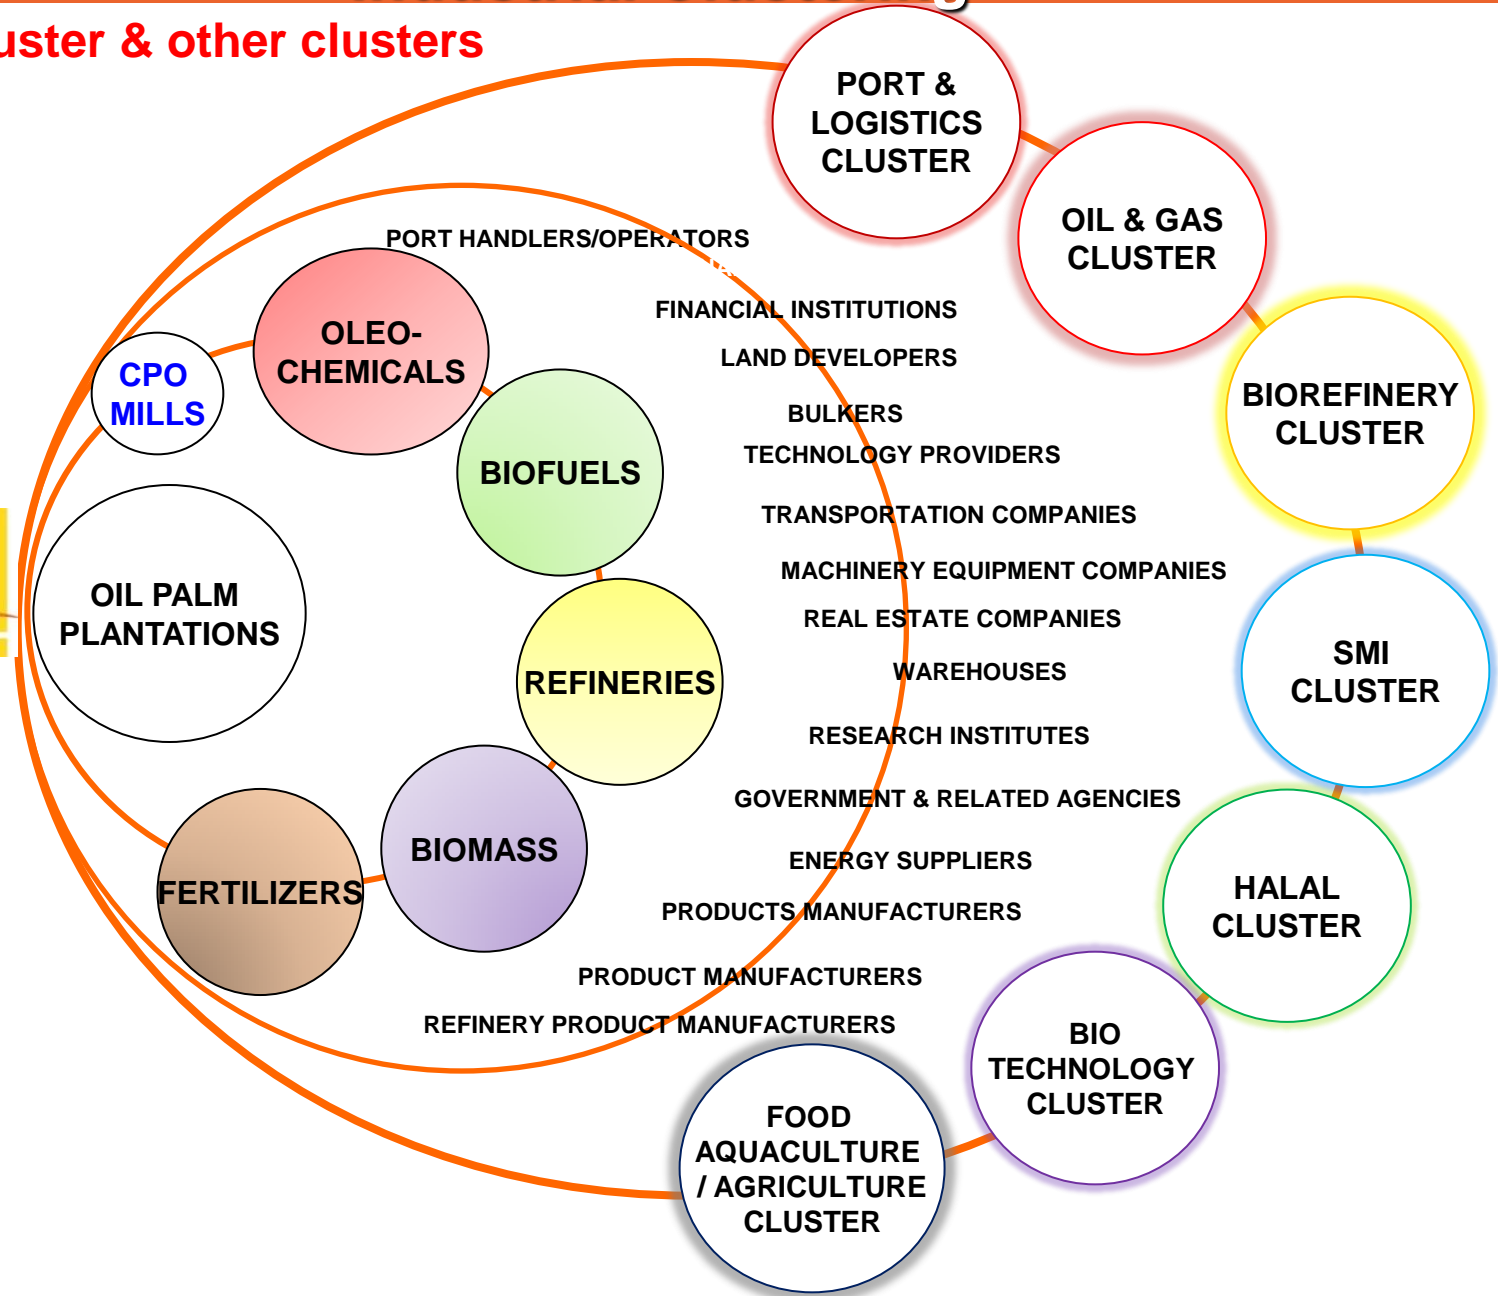 uster & other clusters
PORT &
LOGISTICS
CLUSTER
OIL & GAS
CLUSTER
BIOREFINERY
CLUSTER
SMI
CLUSTER
HALAL
CLUSTER
BIO
TECHNOLOGY
CLUSTER
FOOD
AQUACULTURE
/ AGRICULTURE
CLUSTER
PORT HANDLERS/OPERATORS
FINANCIAL INSTITUTIONS
LAND DEVELOPERS
BULKERS
TECHNOLOGY PROVIDERS
TRANSPORTATION COMPANIES
MACHINERY EQUIPMENT COMPANIES
REAL ESTATE COMPANIES
WAREHOUSES
RESEARCH INSTITUTES
GOVERNMENT & RELATED AGENCIES
ENERGY SUPPLIERS
PRODUCTS MANUFACTURERS
PRODUCT MANUFACTURERS
REFINERY PRODUCT MANUFACTURERS
CPO
MILLS
OLEO-
CHEMICALS
BIOFUELS
REFINERIES
BIOMASS
FERTILIZERS
OIL PALM
PLANTATIONS